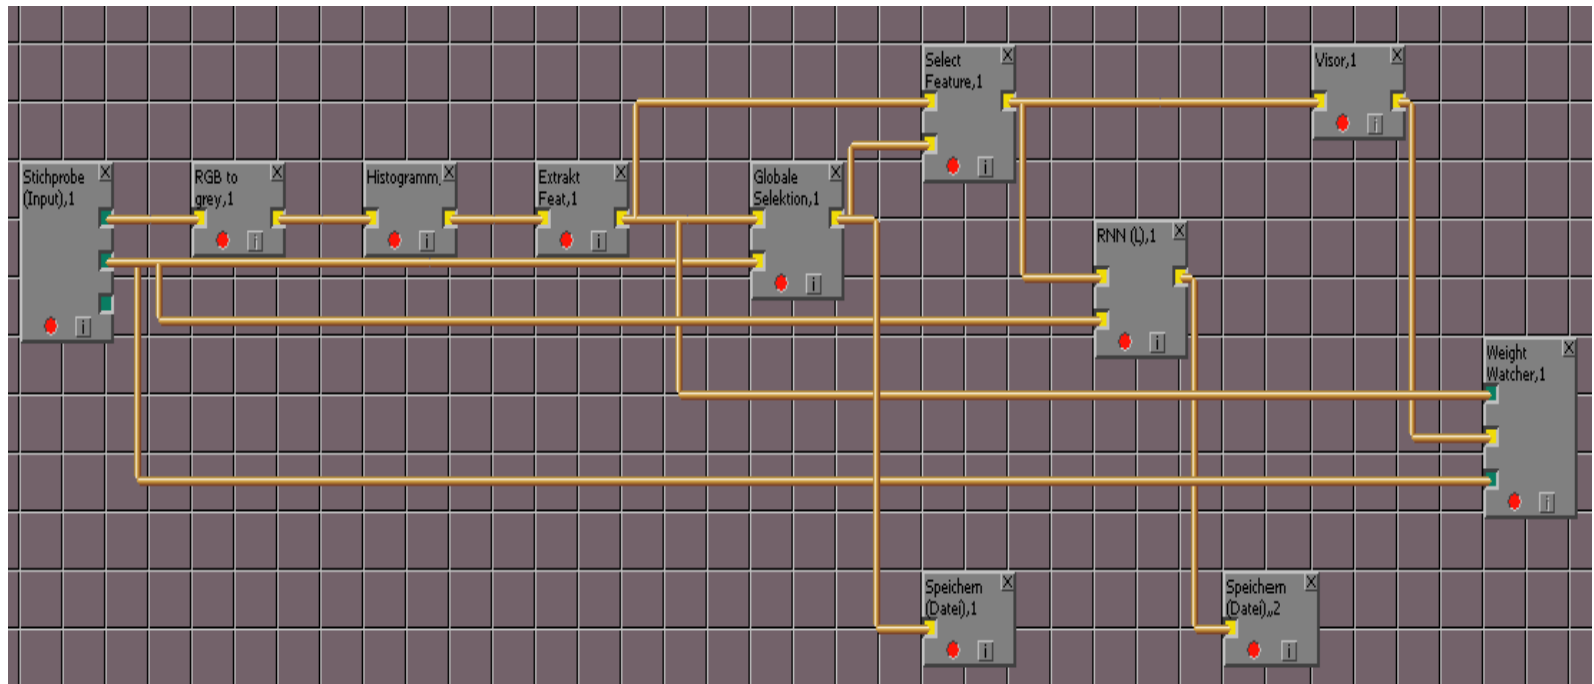 Select
Feature,1
Visor,1
Stichprobe
(Input),1
RGB to
grey,1
Histogramm,
Extrakt
Feat,1
Globale
Selektion,1
RNN (L),1
Weight
Watcher,1
Speichern
(Datei),1
Speichern
(Datei),,2